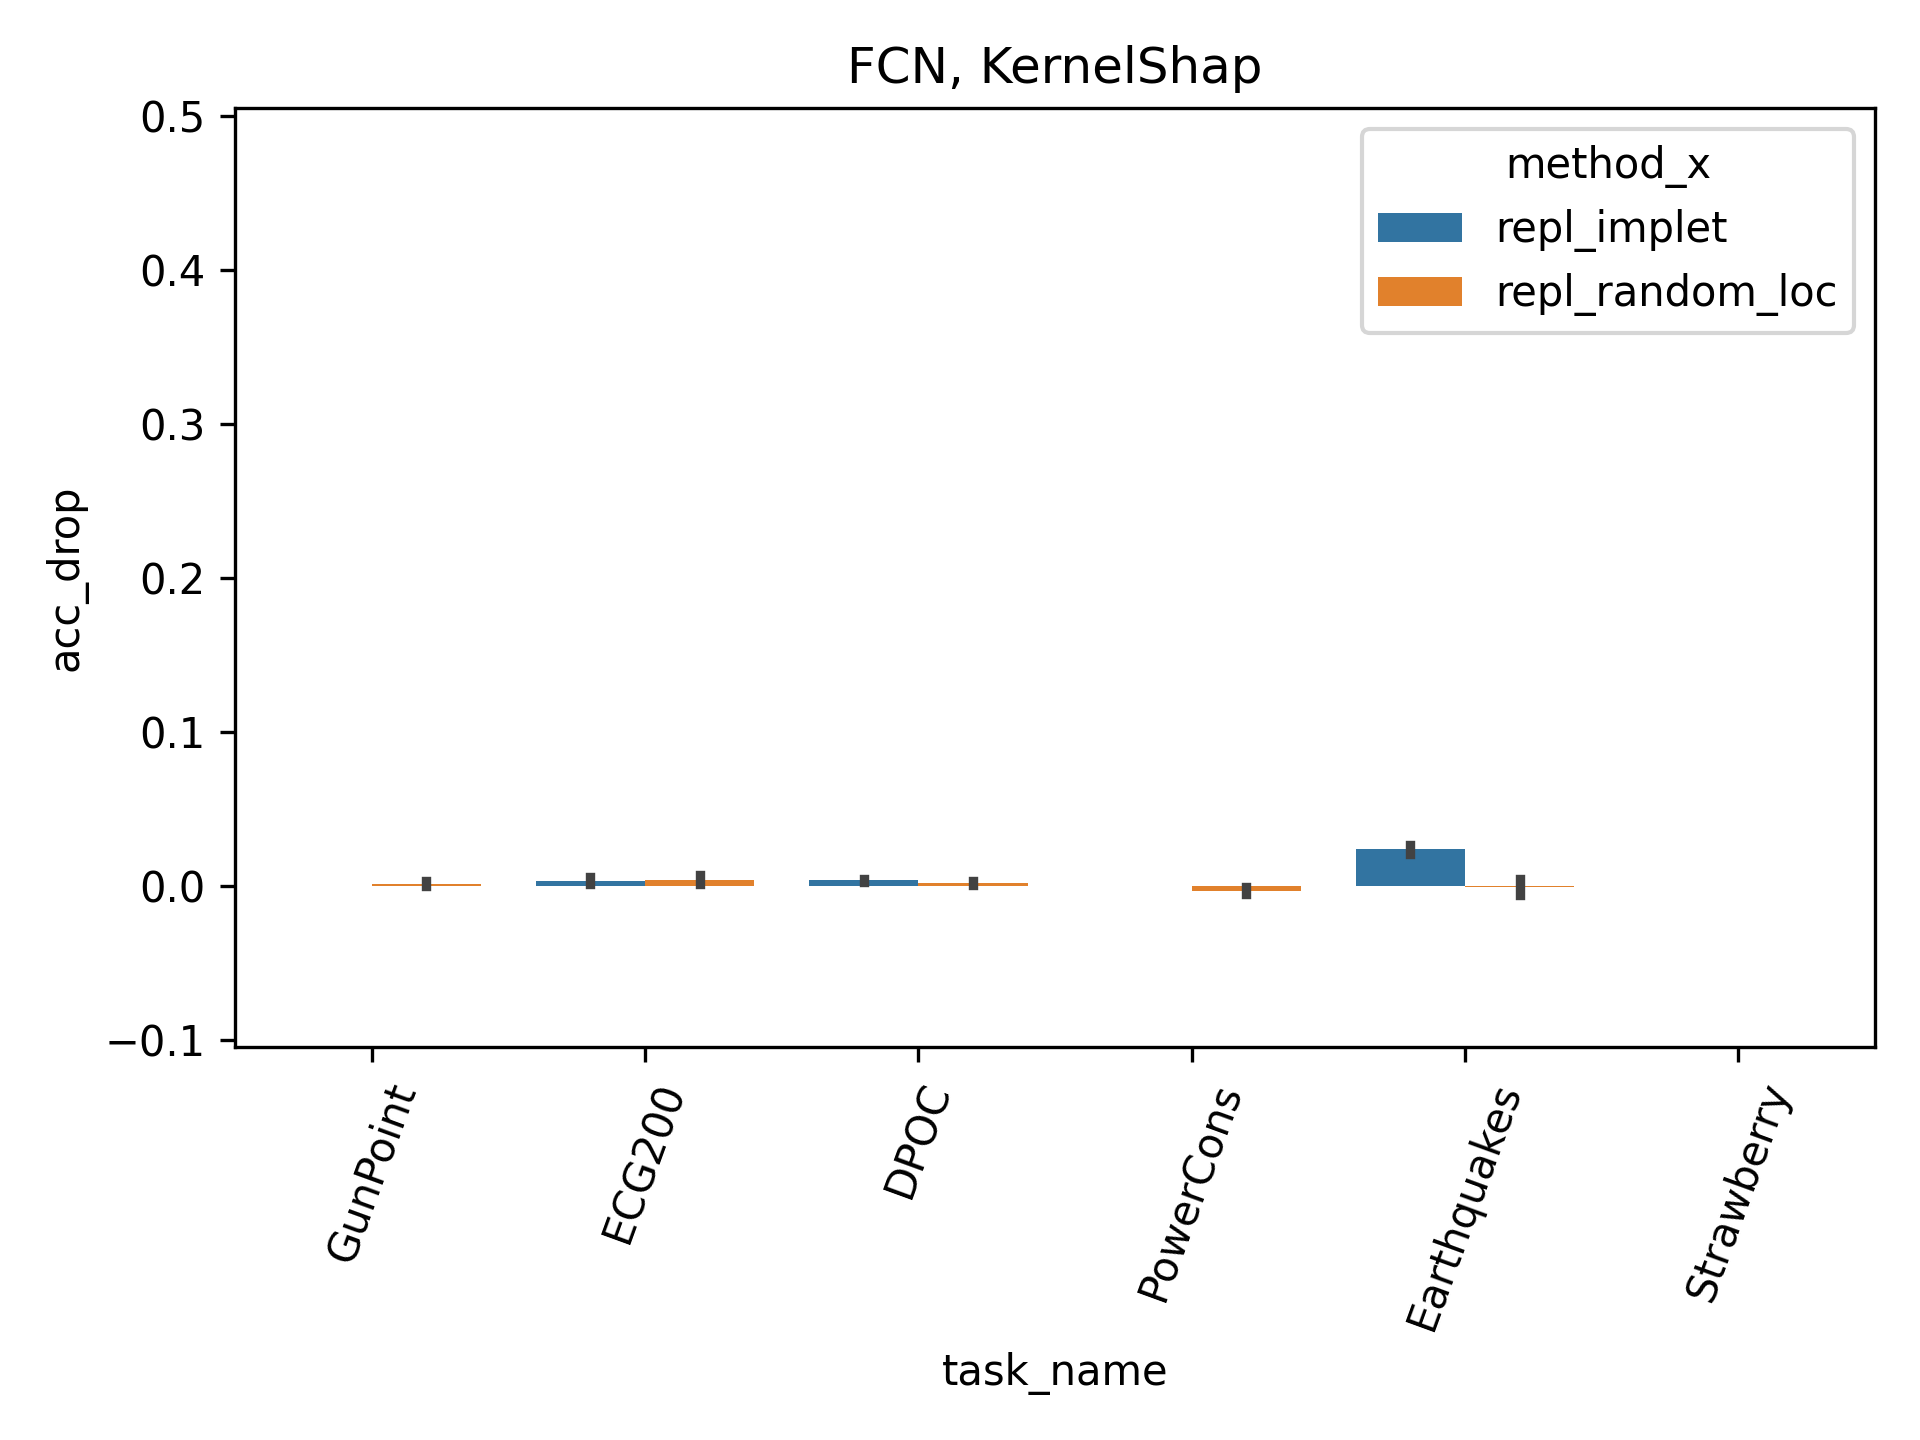 FCN, KernelShap
method_x
repl_implet
repl_random_loc
acc_drop
0.5
0.4
0.3
0.2
0.1
0.0
−0.1
GunPoint
ECG200
DPOC
PowerCons
Earthquakes
Strawberry
task_name